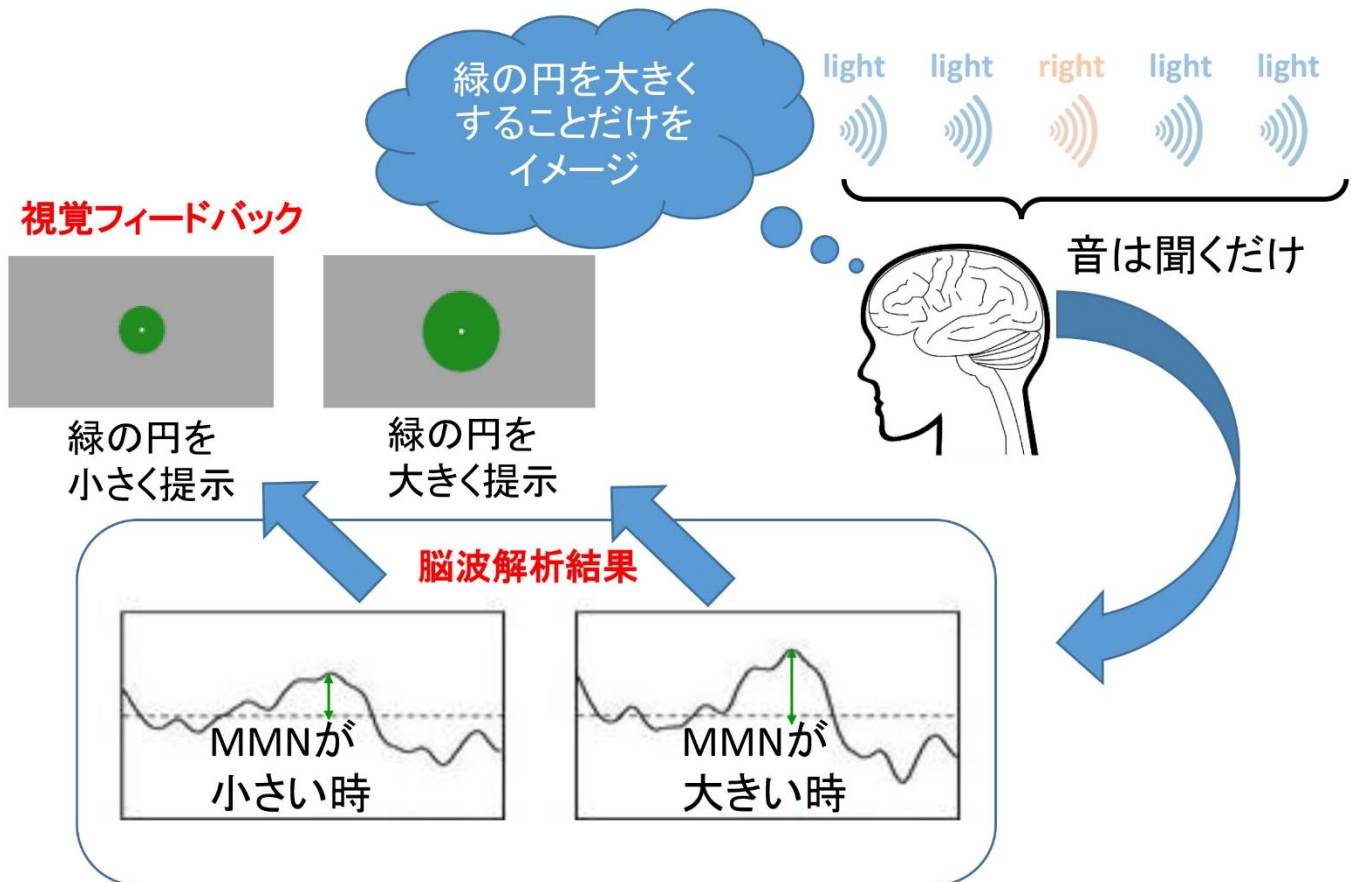 緑の円を大きく
することだけを
イメージ
light light right light light
音は聞くだけ
視覚フィードバック
緑の円を
小さく提示
緑の円を
大きく提示
脳波解析結果
MMNが
小さい時
MMNが
大きい時